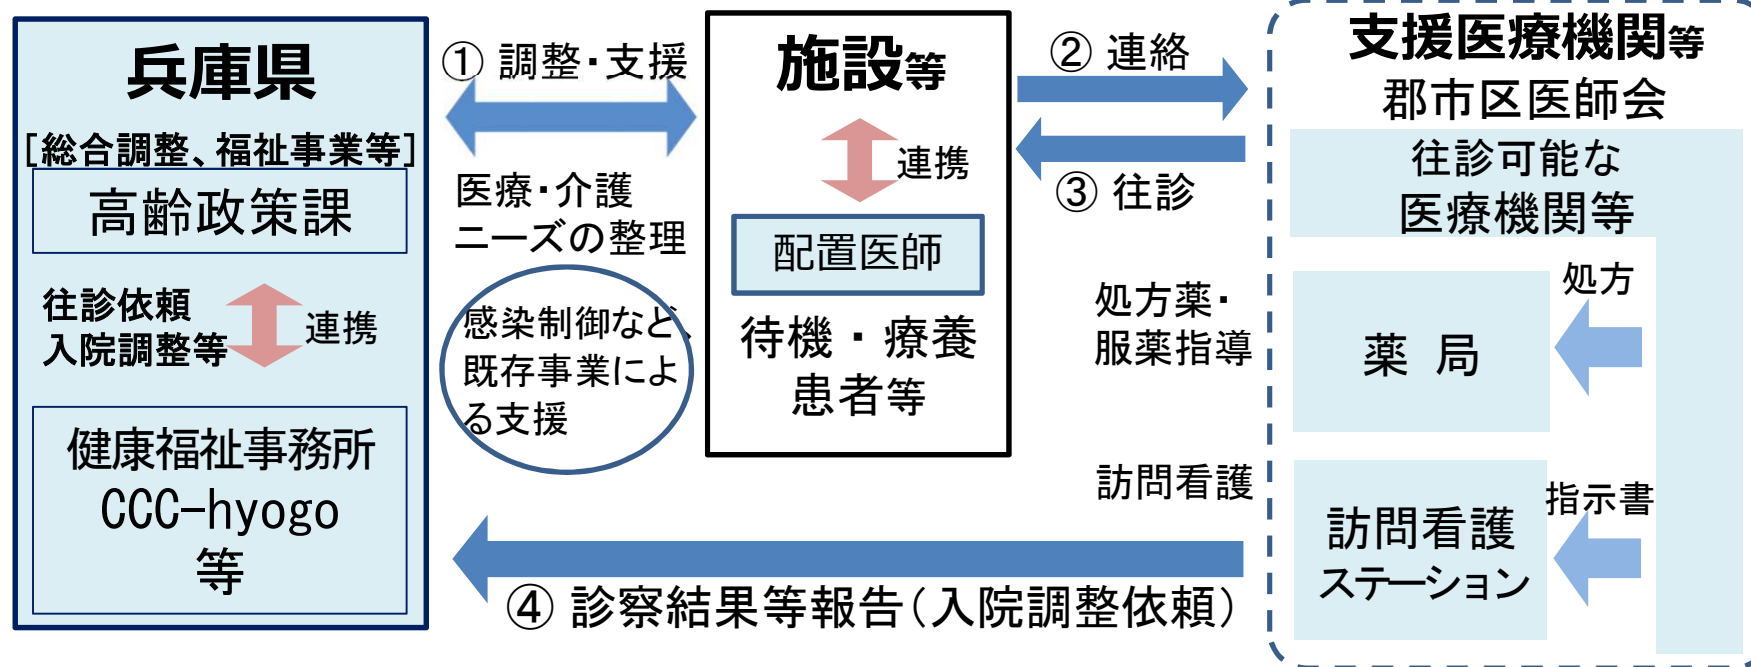 兵庫県
[総合調整、福祉事業等]
高齢政策課
往診依頼
入院調整等
連携
健康福祉事務所
CCC-hyogo
等
① 調整・支援
医療・介護
ニーズの整理
感染制御など、
既存事業によ
る支援
施設等
連携
配置医師
待機・療養
患者等
② 連絡
③ 往診
処方薬・
服薬指導
訪問看護
④ 診察結果等報告（入院調整依頼）
支援医療機関等
郡市区医師会
往診可能な
医療機関等
処方
薬 局
指示書
訪問看護
ステーション